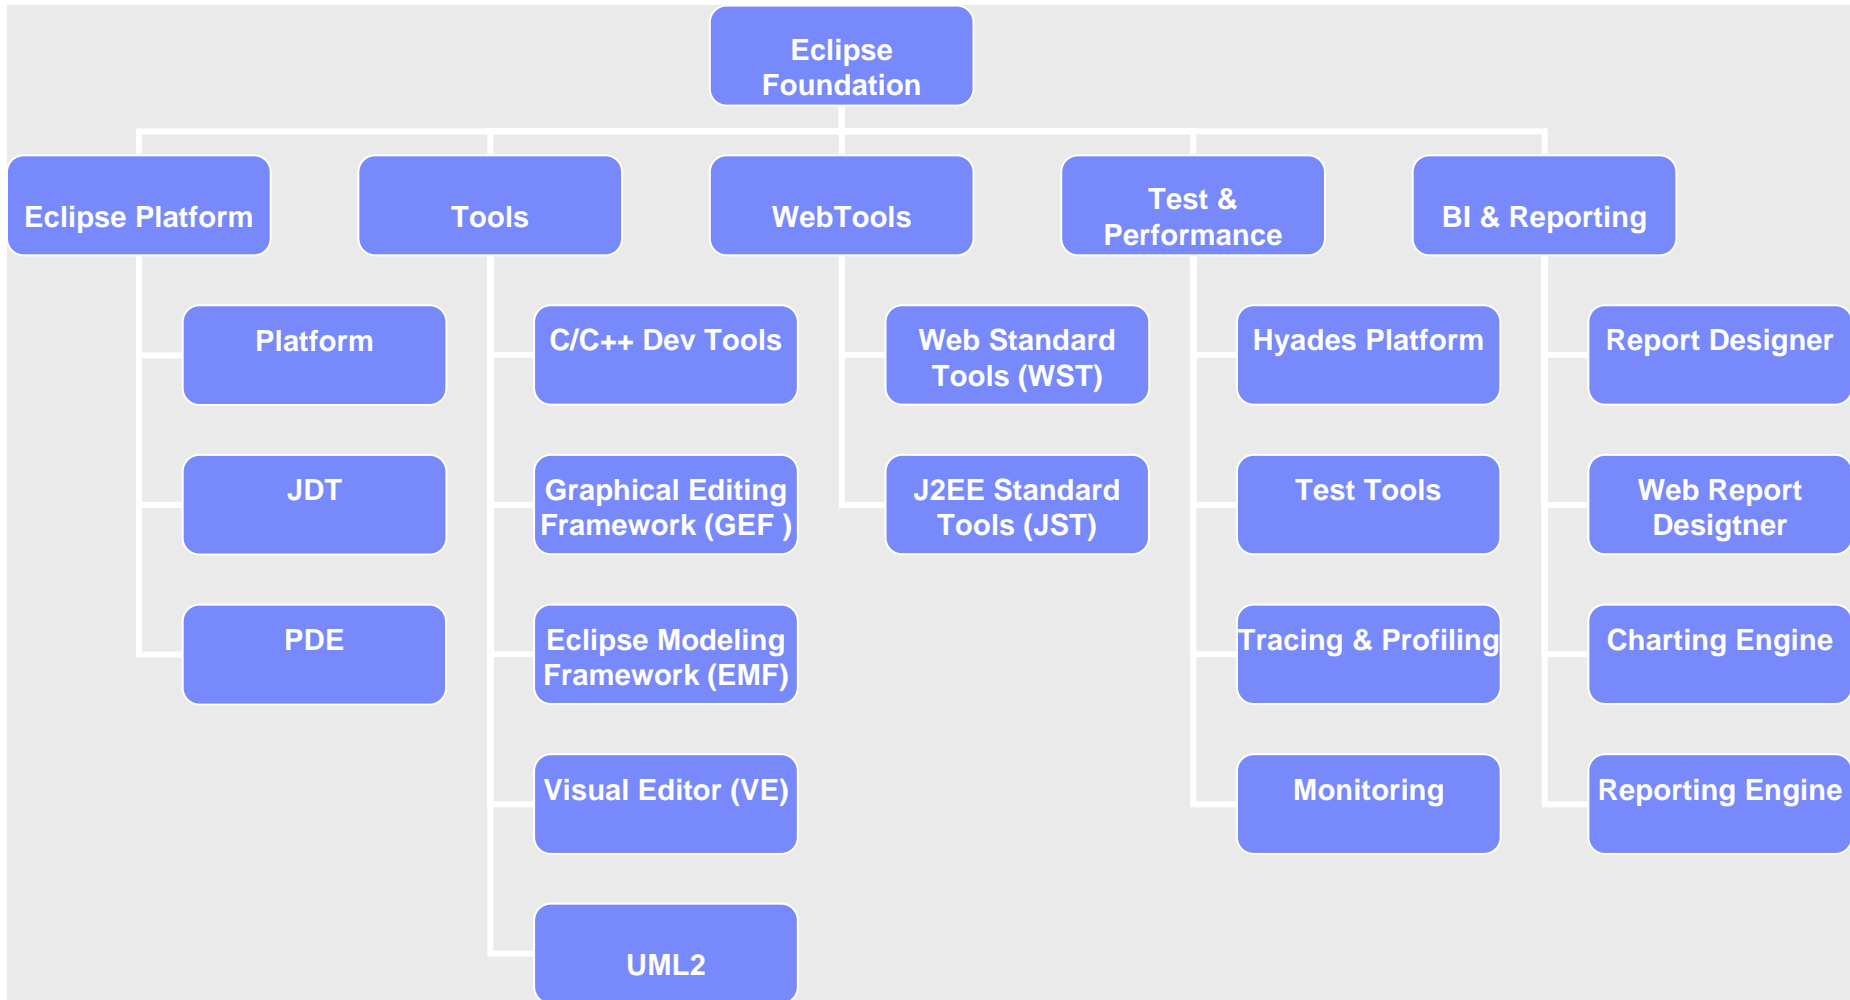 Eclipse
Foundation
Eclipse Platform
Tools
WebTools
Test &
Performance
BI & Reporting
Platform
C/C++ Dev Tools
Web Standard
Tools (WST)
Hyades Platform
Report Designer
JDT
Graphical Editing
Framework (GEF )
J2EE Standard
Tools (JST)
Test Tools
Web Report
Desigtner
PDE
Eclipse Modeling
Framework (EMF)
Tracing & Profiling
Charting Engine
Visual Editor (VE)
Monitoring
Reporting Engine
UML2